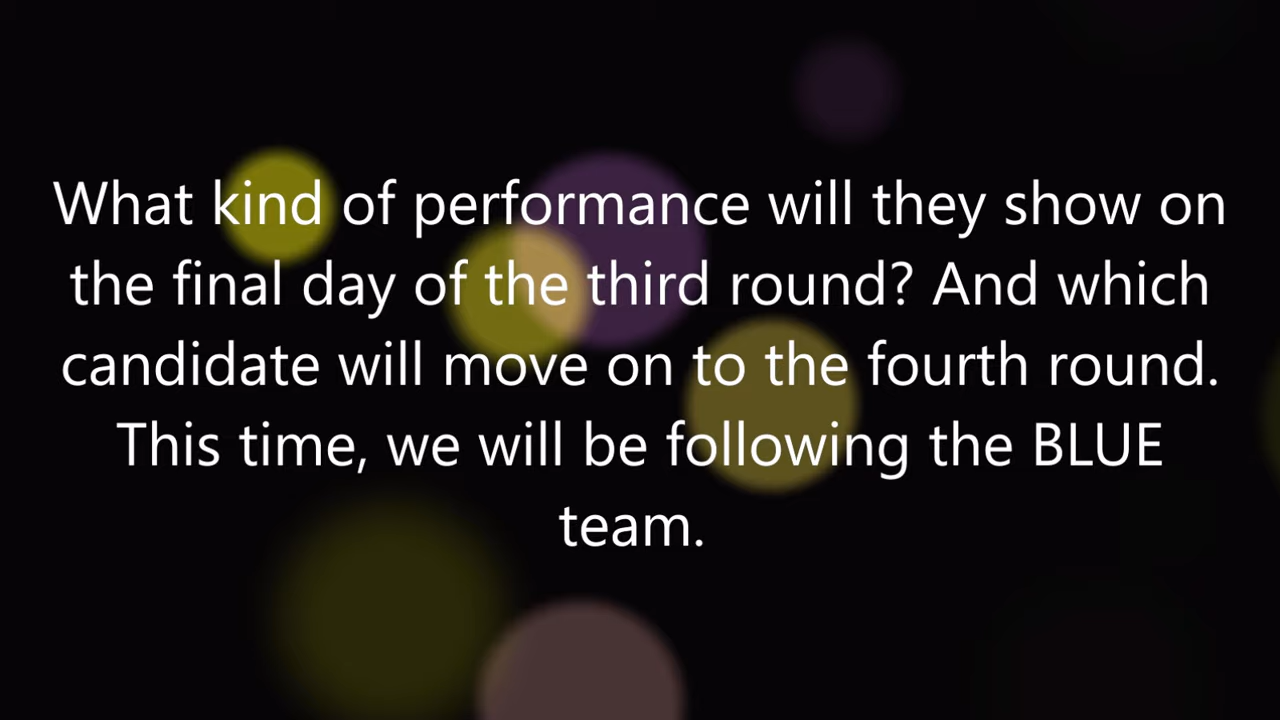 What kind of performance will they show on
the final day of the third round? And which
candidate will move on to the fourth round.
This time, we will be following the BLUE
team.